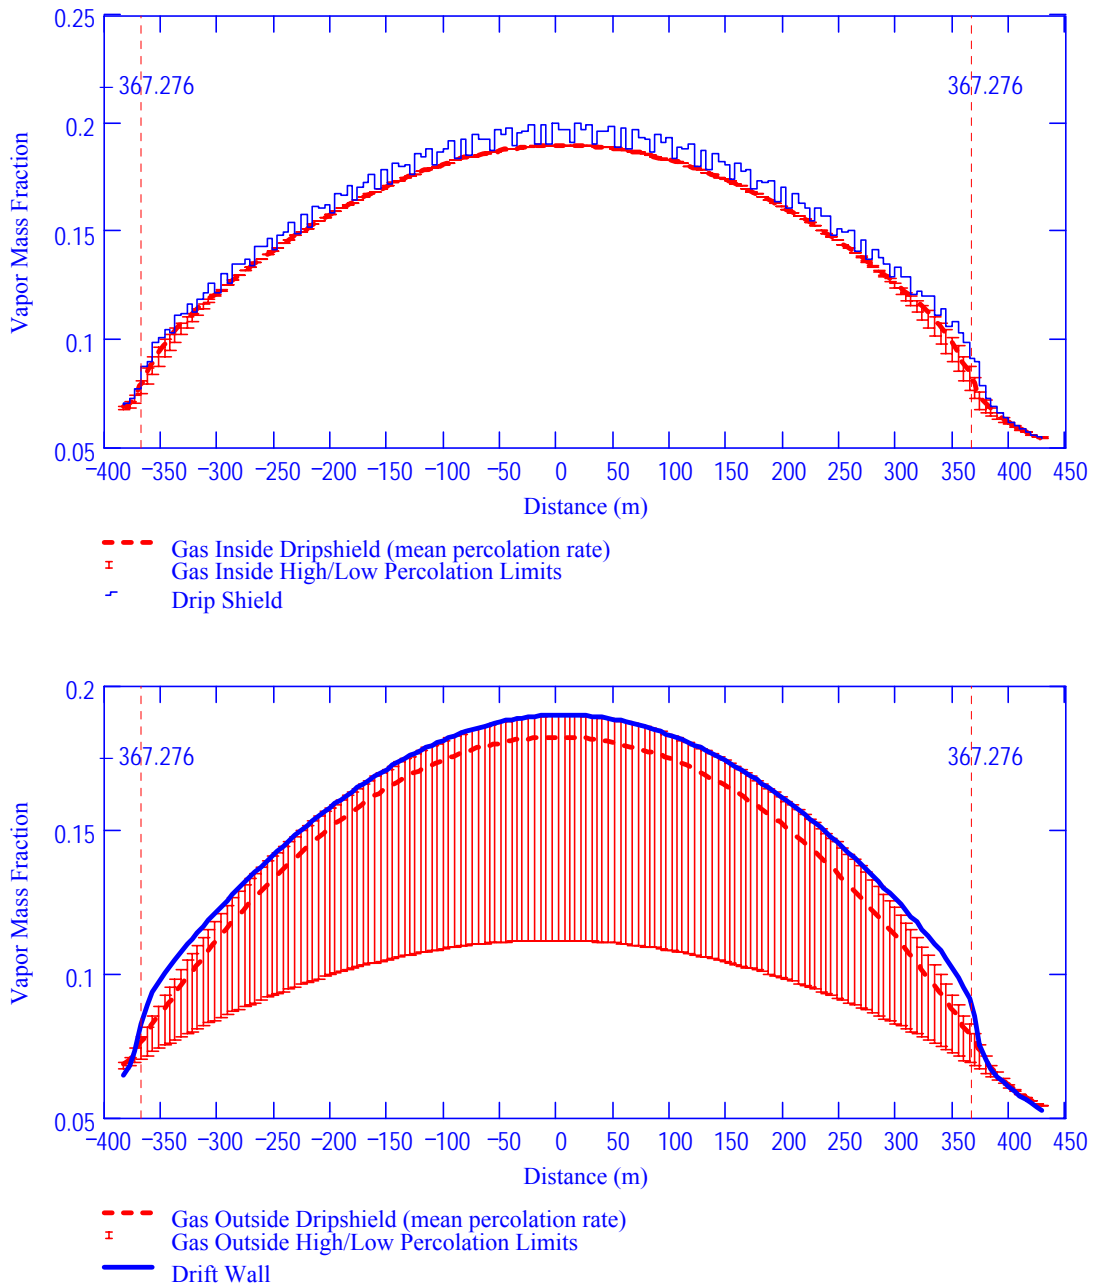 0.25
− 367.276
367.276
0.2
0.15
0.1
0.05
Vapor Mass Fraction
−400 −350 −300 −250 −200 −150 −100 −50 0 50 100 150 200 250 300 350 400 450
Distance (m)
Gas Inside Dripshield (mean percolation rate)
Gas Inside High/Low Percolation Limits
Drip Shield
0.2
− 367.276
367.276
0.15
0.1
0.05
Vapor Mass Fraction
−400 −350 −300 −250 −200 −150 −100 −50 0 50 100 150 200 250 300 350 400 450
Distance (m)
Gas Outside Dripshield (mean percolation rate)
Gas Outside High/Low Percolation Limits
Drift Wall